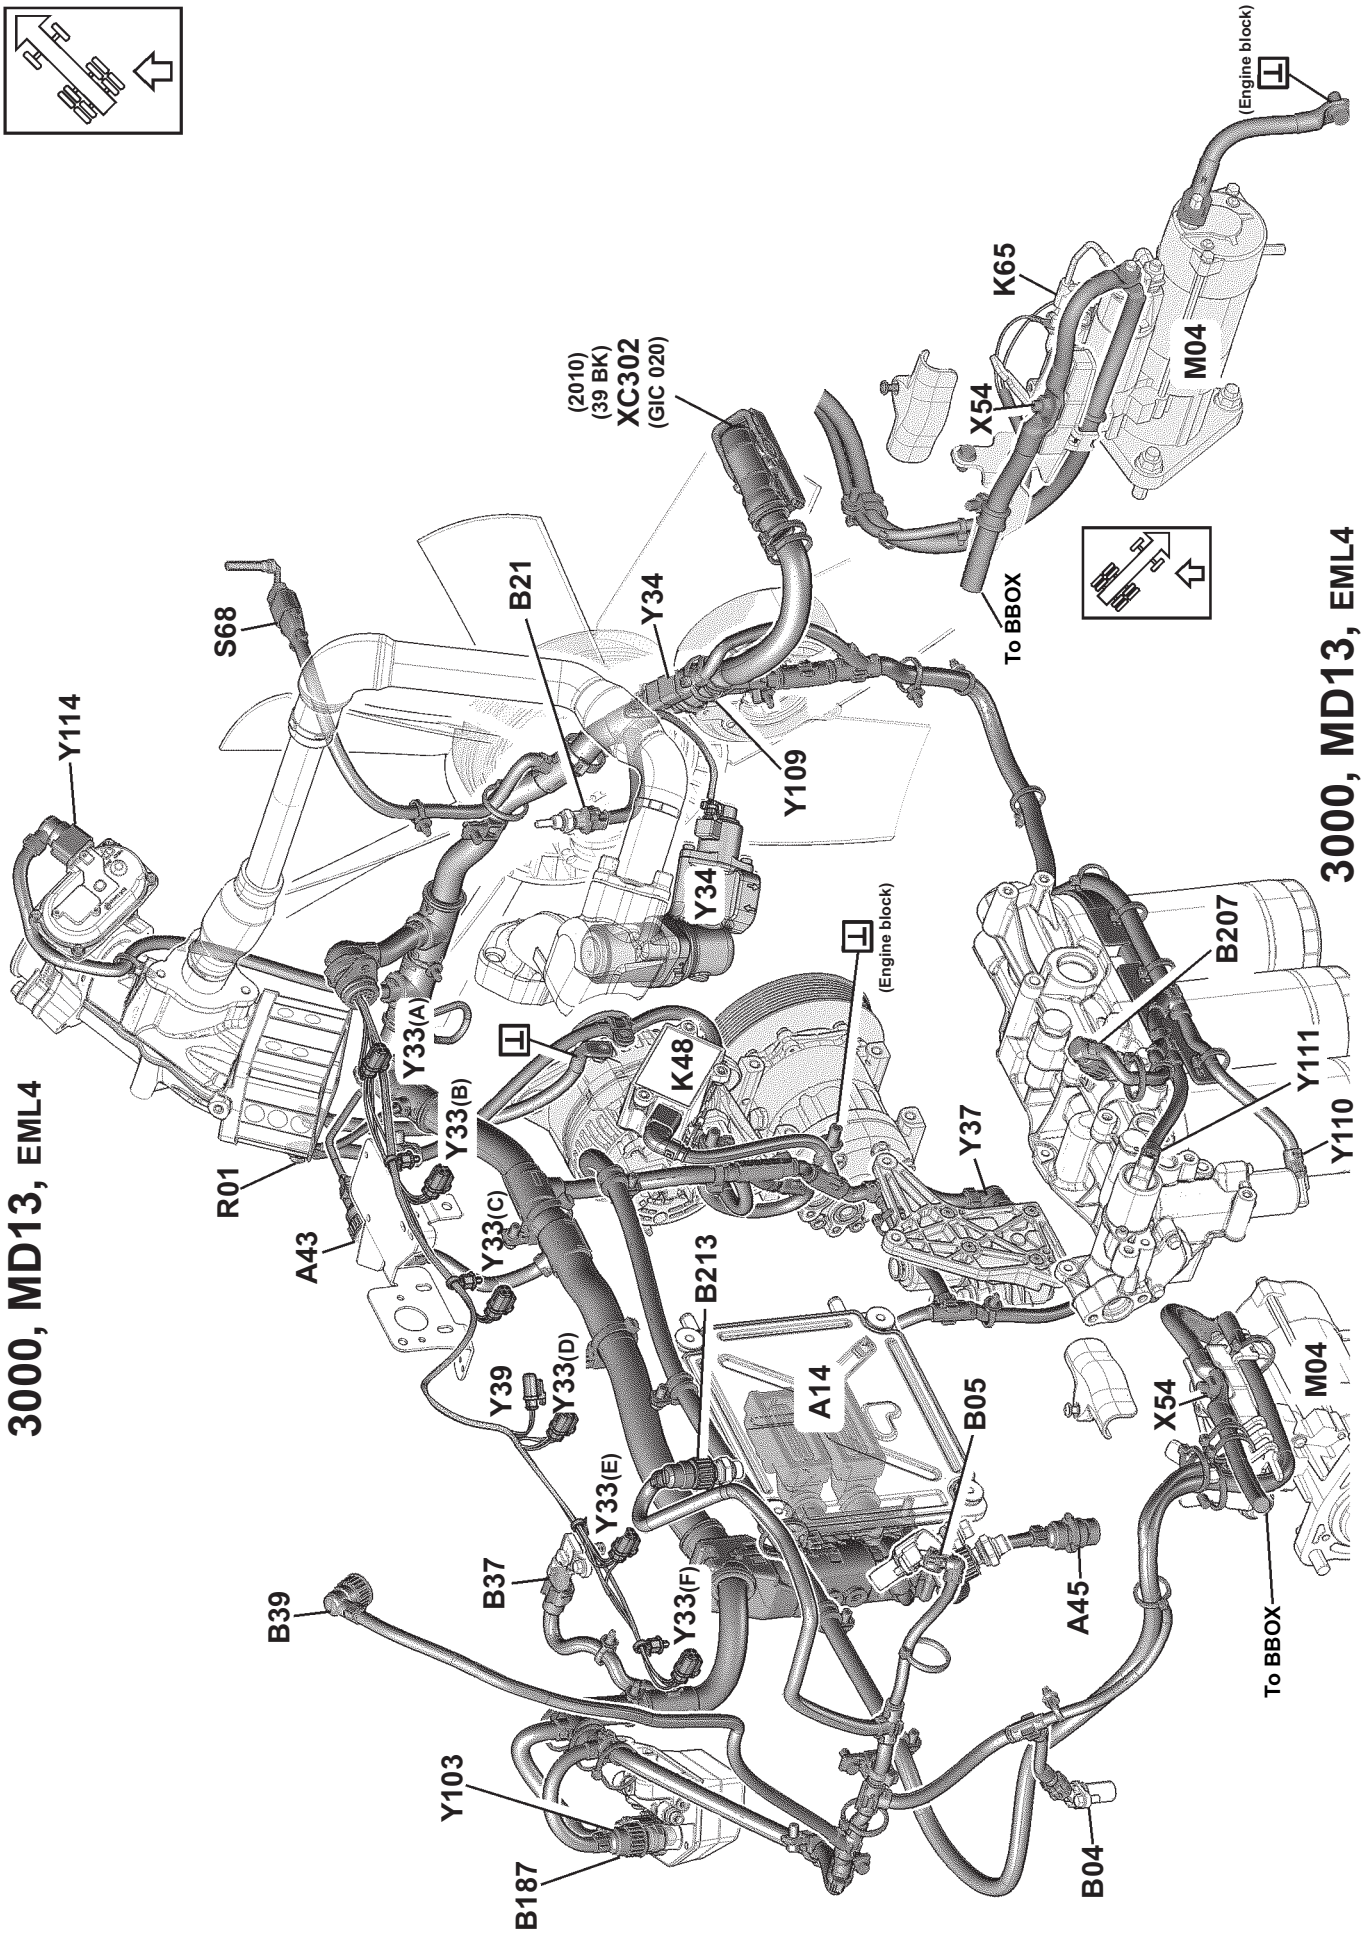 3000, MD13, EML4
B39
Y103
B187
B37
Y33(F)
Y33(E)
Y39
Y33(D)
A43
R01
Y33(C)
Y33(B)
Y33(A)
Y114
S68
B21
Y34
Y109
Y34
(2010)
(39 BK)
XC302
(GIC 020)
K48
(Engine block)
Y37
B213
A14
B05
A45
B04
To BBOX
X54
M04
Y110
Y111
B207
To BBOX
X54
K65
M04
(Engine block)
3000, MD13, EML4